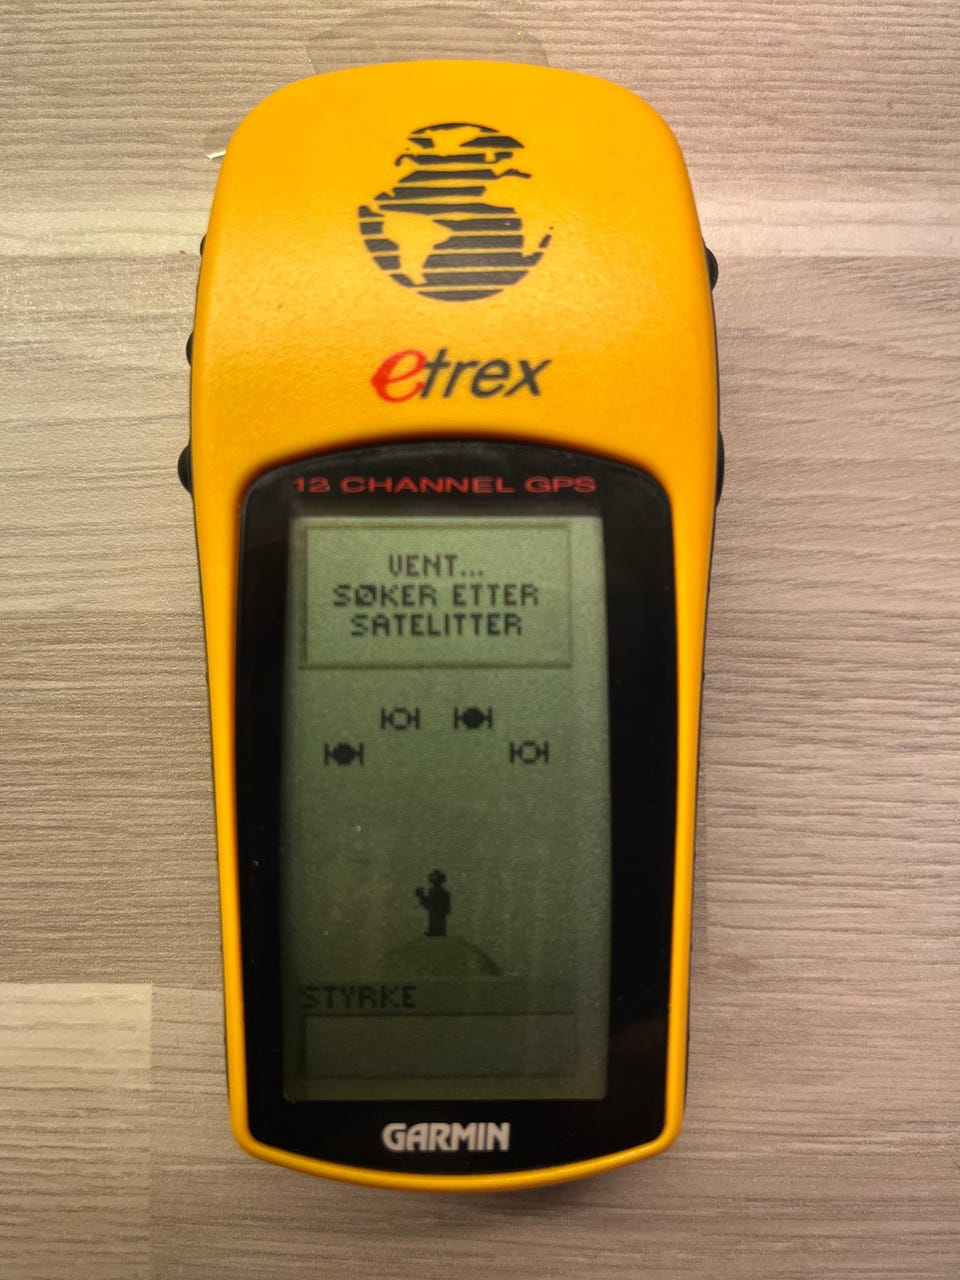 etrex
12 CHANNEL GPS
VENT...
SØKER ETTER
SATELITTER
STYRKE
GARMIN